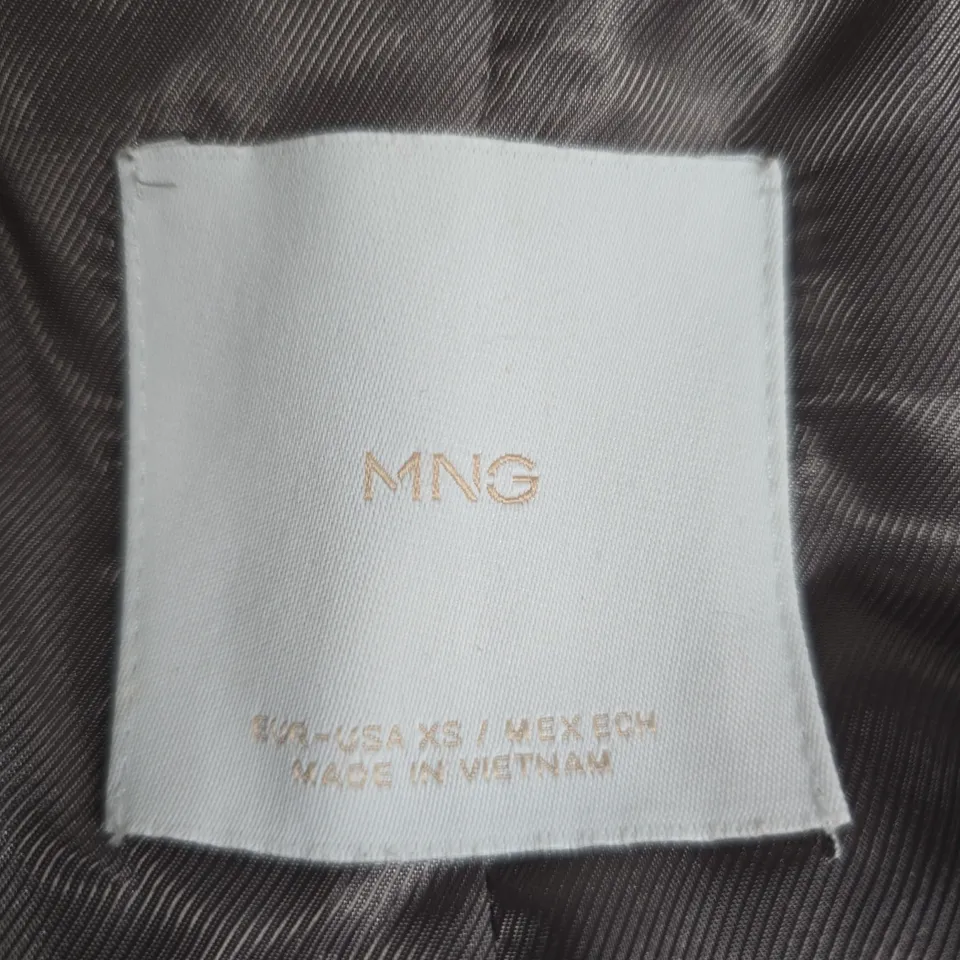 MNG
EUR-USA XS / MEX ECH
MADE IN VIETNAM